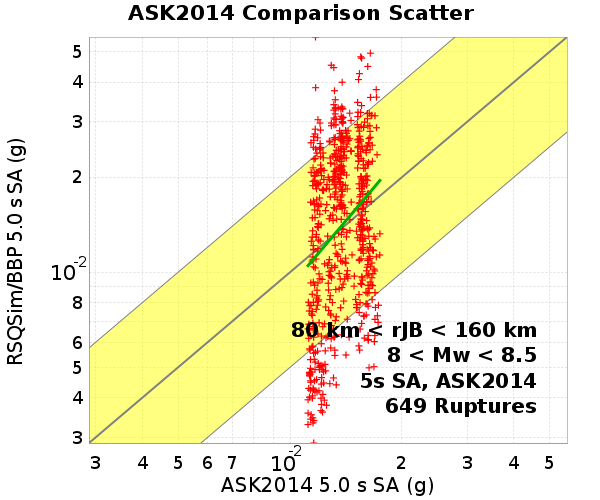 ASK2014 Comparison Scatter
RSQSim/BBP 5.0 s SA (g)
5
4
3
2
10-2
8
6
5
4
3
80 km < rJB < 160 km
8 < Mw < 8.5
5s SA, ASK2014
649 Ruptures
3 4 5 6 7 10-2 2 3 4 5
ASK2014 5.0 s SA (g)